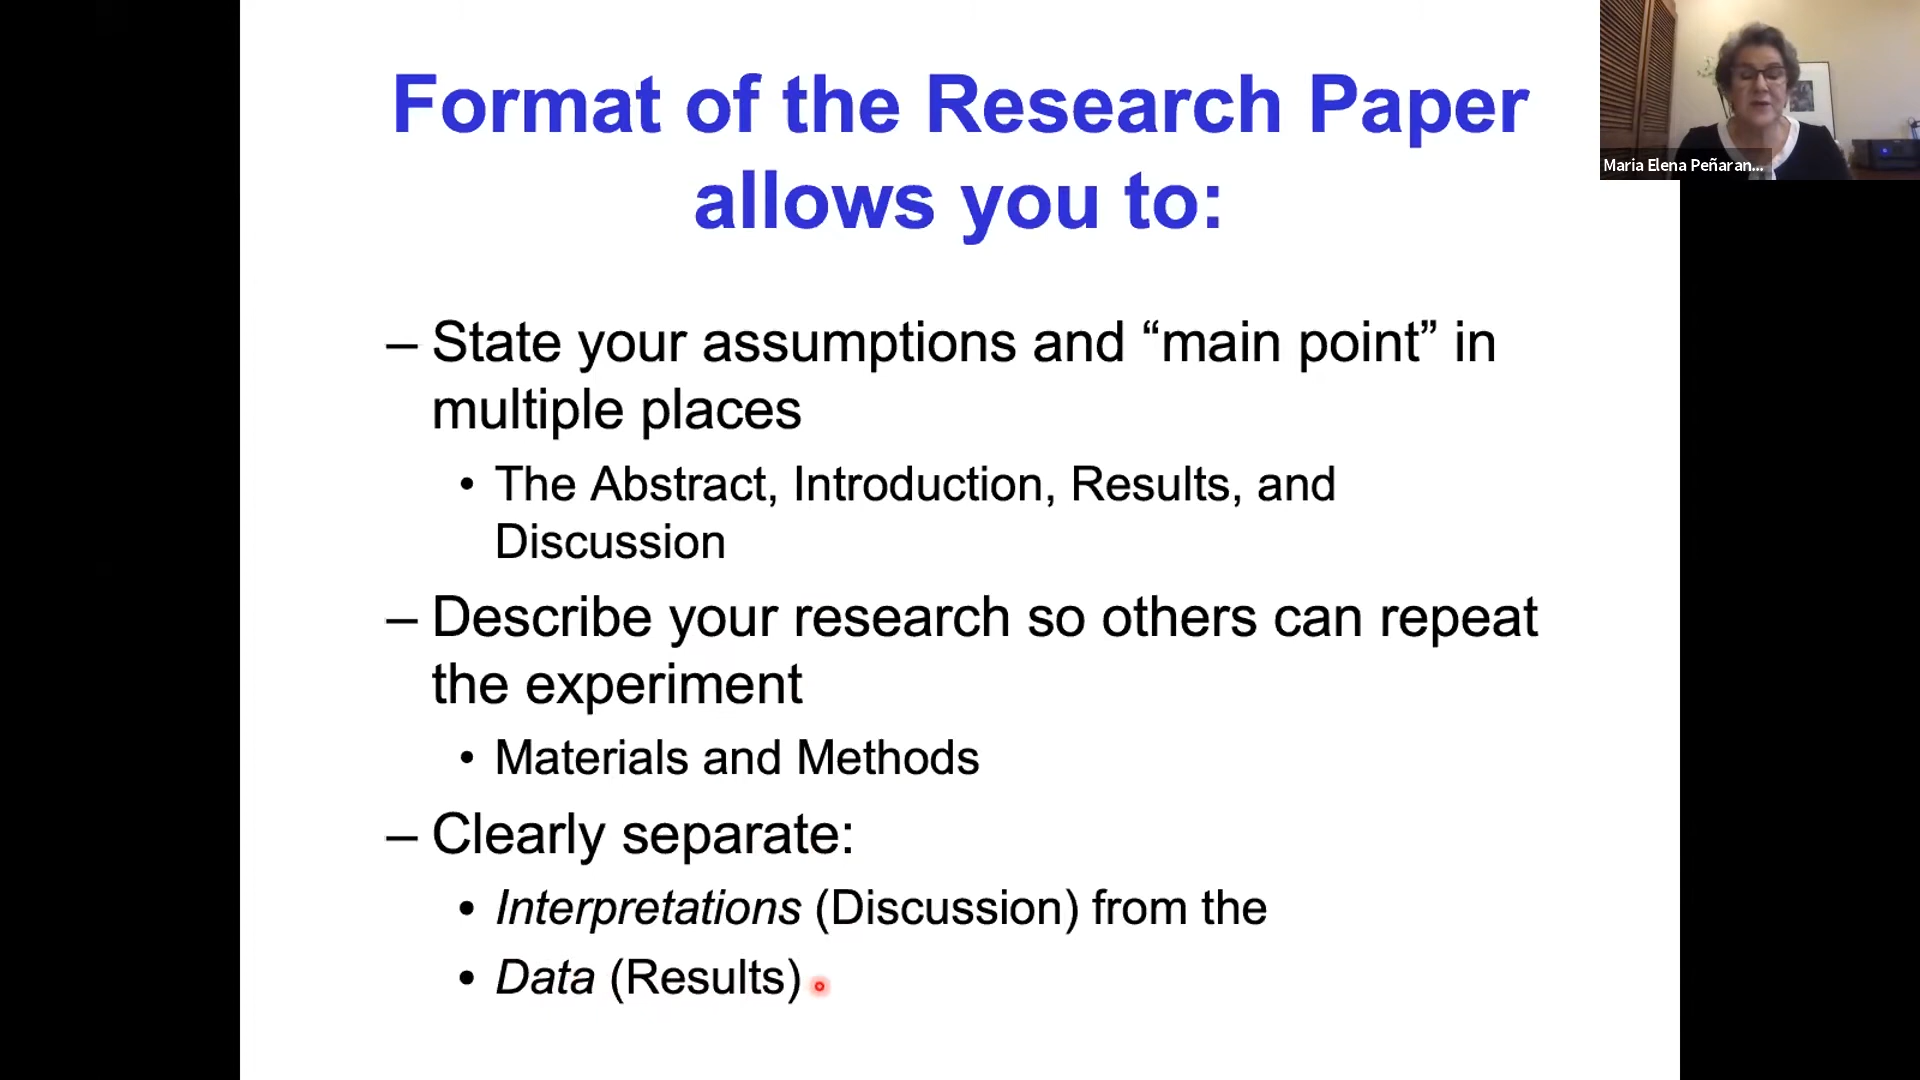 Format of the Research Paper
allows you to:
– State your assumptions and “main point” in
multiple places
• The Abstract, Introduction, Results, and
Discussion
– Describe your research so others can repeat
the experiment
• Materials and Methods
– Clearly separate:
• Interpretations (Discussion) from the
• Data (Results)
Maria Elena Peñaran...